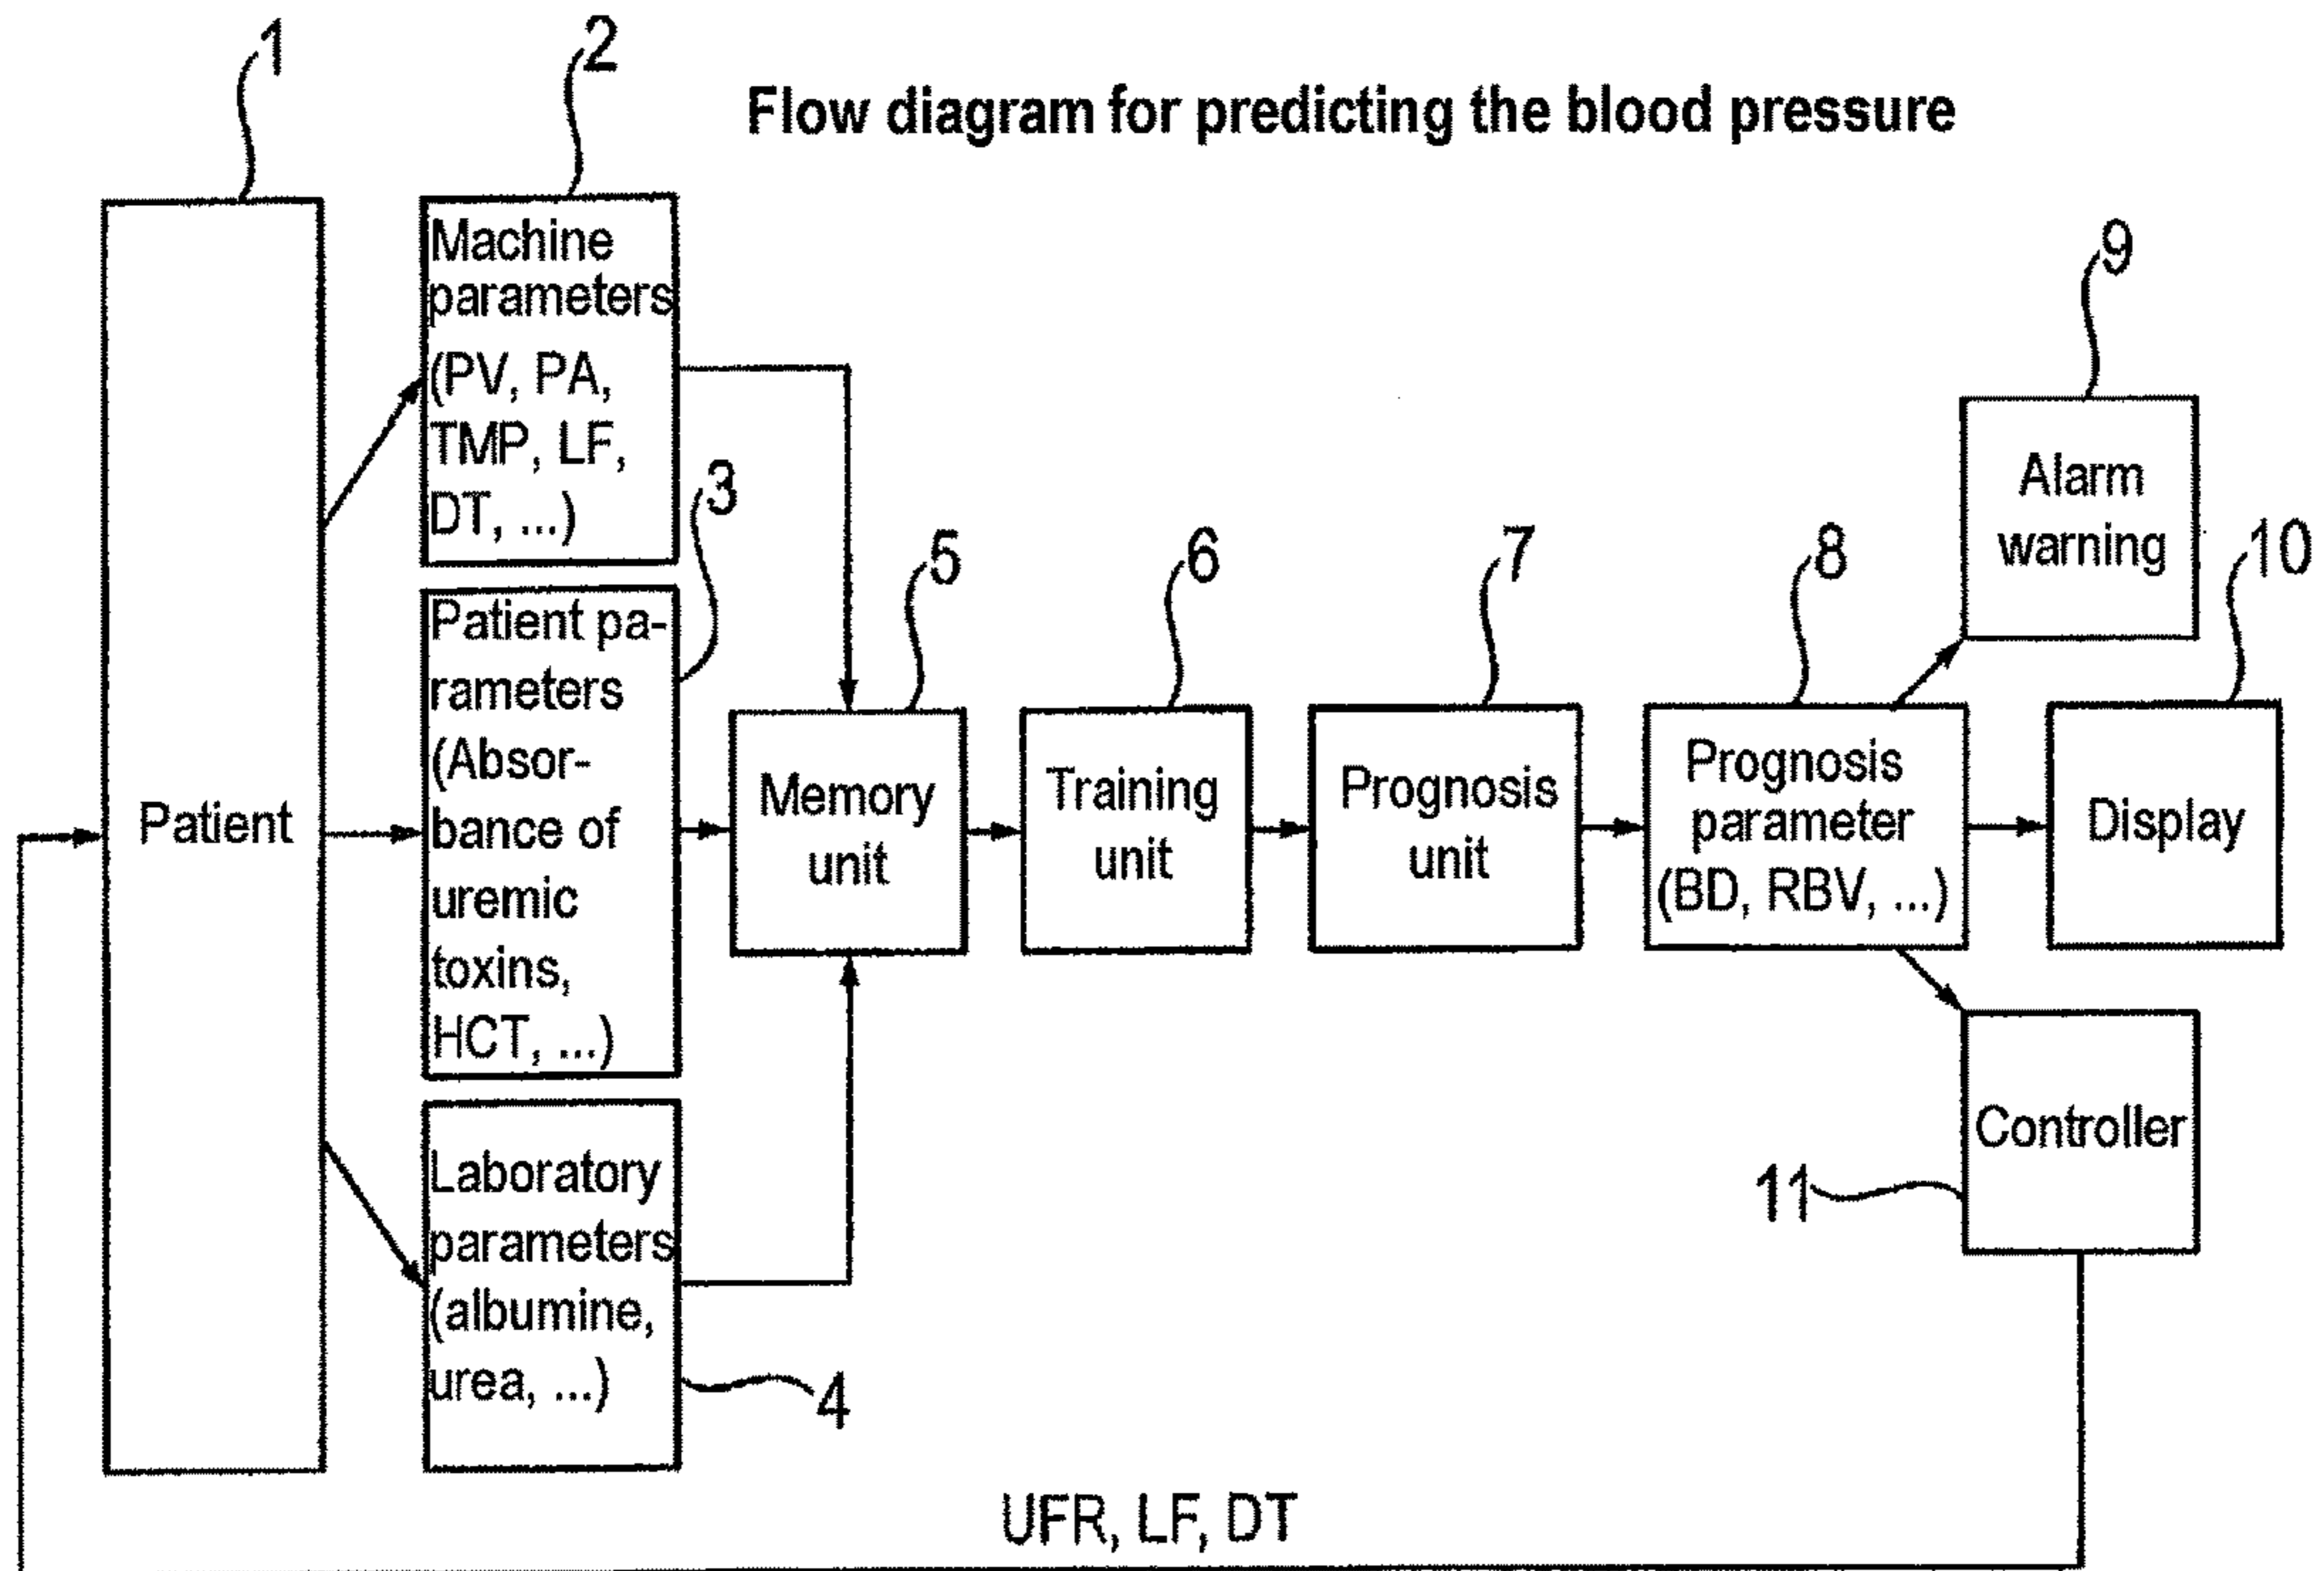 1
2
Flow diagram for predicting the blood pressure
Machine
parameters
(PV, PA,
TMP, LF,
DT, ...)
3
Patient pa-
rameters
(Absor-
bance of
uremic
toxins,
HCT, ...)
Laboratory
parameters
(albumine,
urea, ...)
4
Patient
5
Memory
unit
6
Training
unit
7
Prognosis
unit
8
Prognosis
parameter
(BD, RBV, ...)
9
Alarm
warning
10
Display
Controller
11
UFR, LF, DT